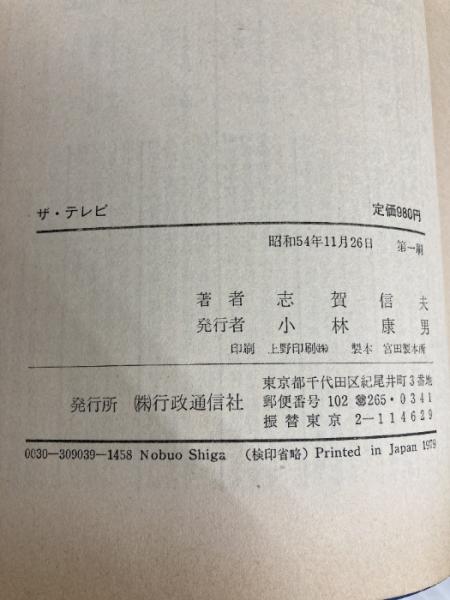 ザ・テレビ 定価980円
昭和54年11月26日 第一刷
著者 志賀信夫
発行者 小林康男
印刷 上野印刷㈱ 製本 宮田製本所
発行所 ㈱行政通信社
東京都千代田区紀尾井町3番地
郵便番号 102 ☎265・0341
振替東京 2—114629
0030—309039—1458 Nobuo Shiga (検印省略) Printed in Japan 1979